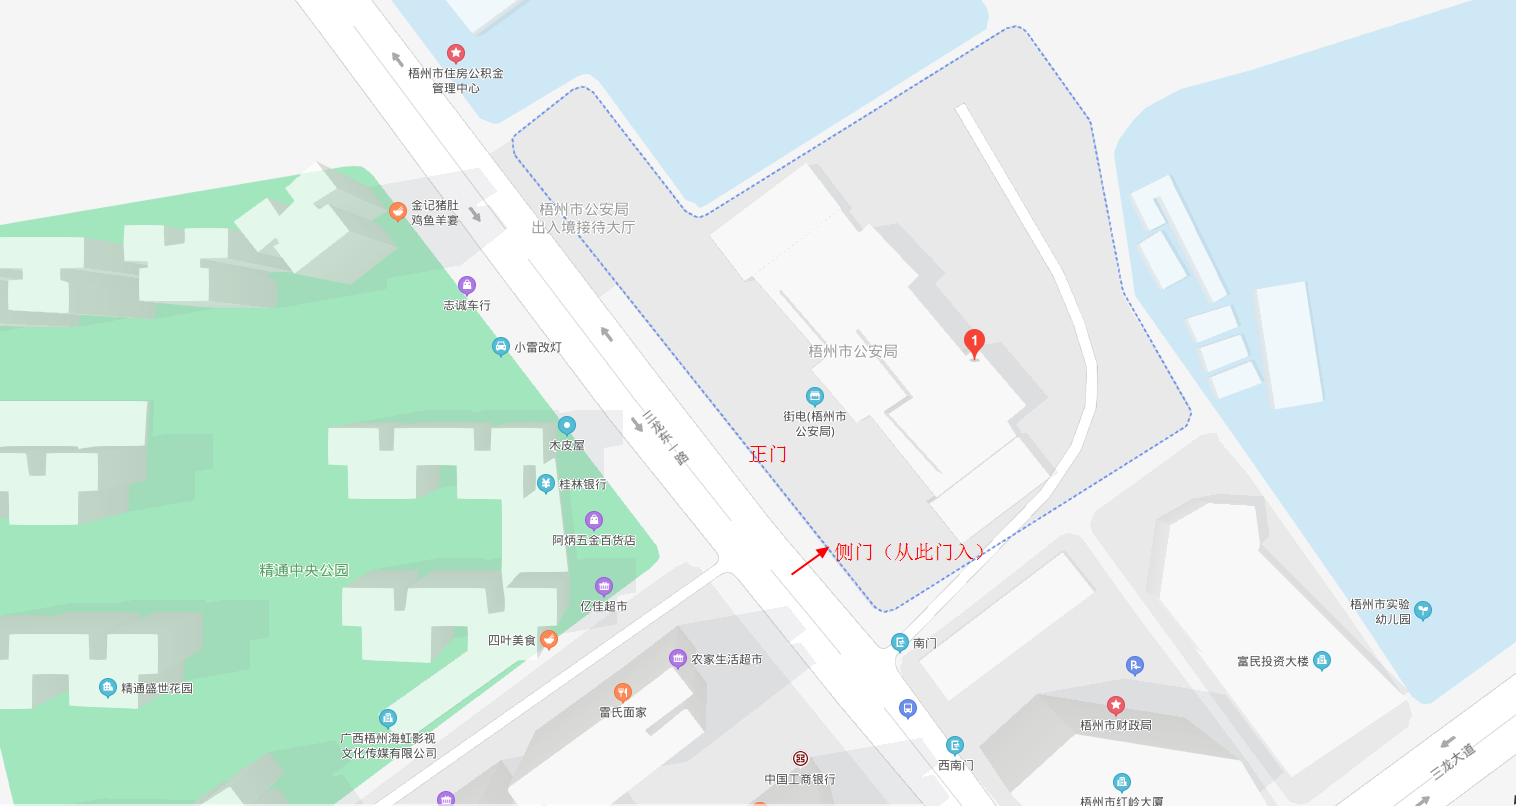 梧州市住房公积金
管理中心
金记猪肚
鸡鱼羊宴
梧州市公安局
出入境接待大厅
志诚车行
小雷改灯
1
梧州市公安局
街电(梧州市
公安局)
三龙东一路
木皮屋
正门
桂林银行
阿炳五金百货店
侧门（从此门入）
精通中央公园
亿佳超市
梧州市实验
幼儿园
四叶美食
南门
农家生活超市
富民投资大楼
精通盛世花园
雷氏面家
梧州市财政局
广西梧州海虹影视
文化传媒有限公司
西南门
三龙大道
中国工商银行
梧州市红岭大厦